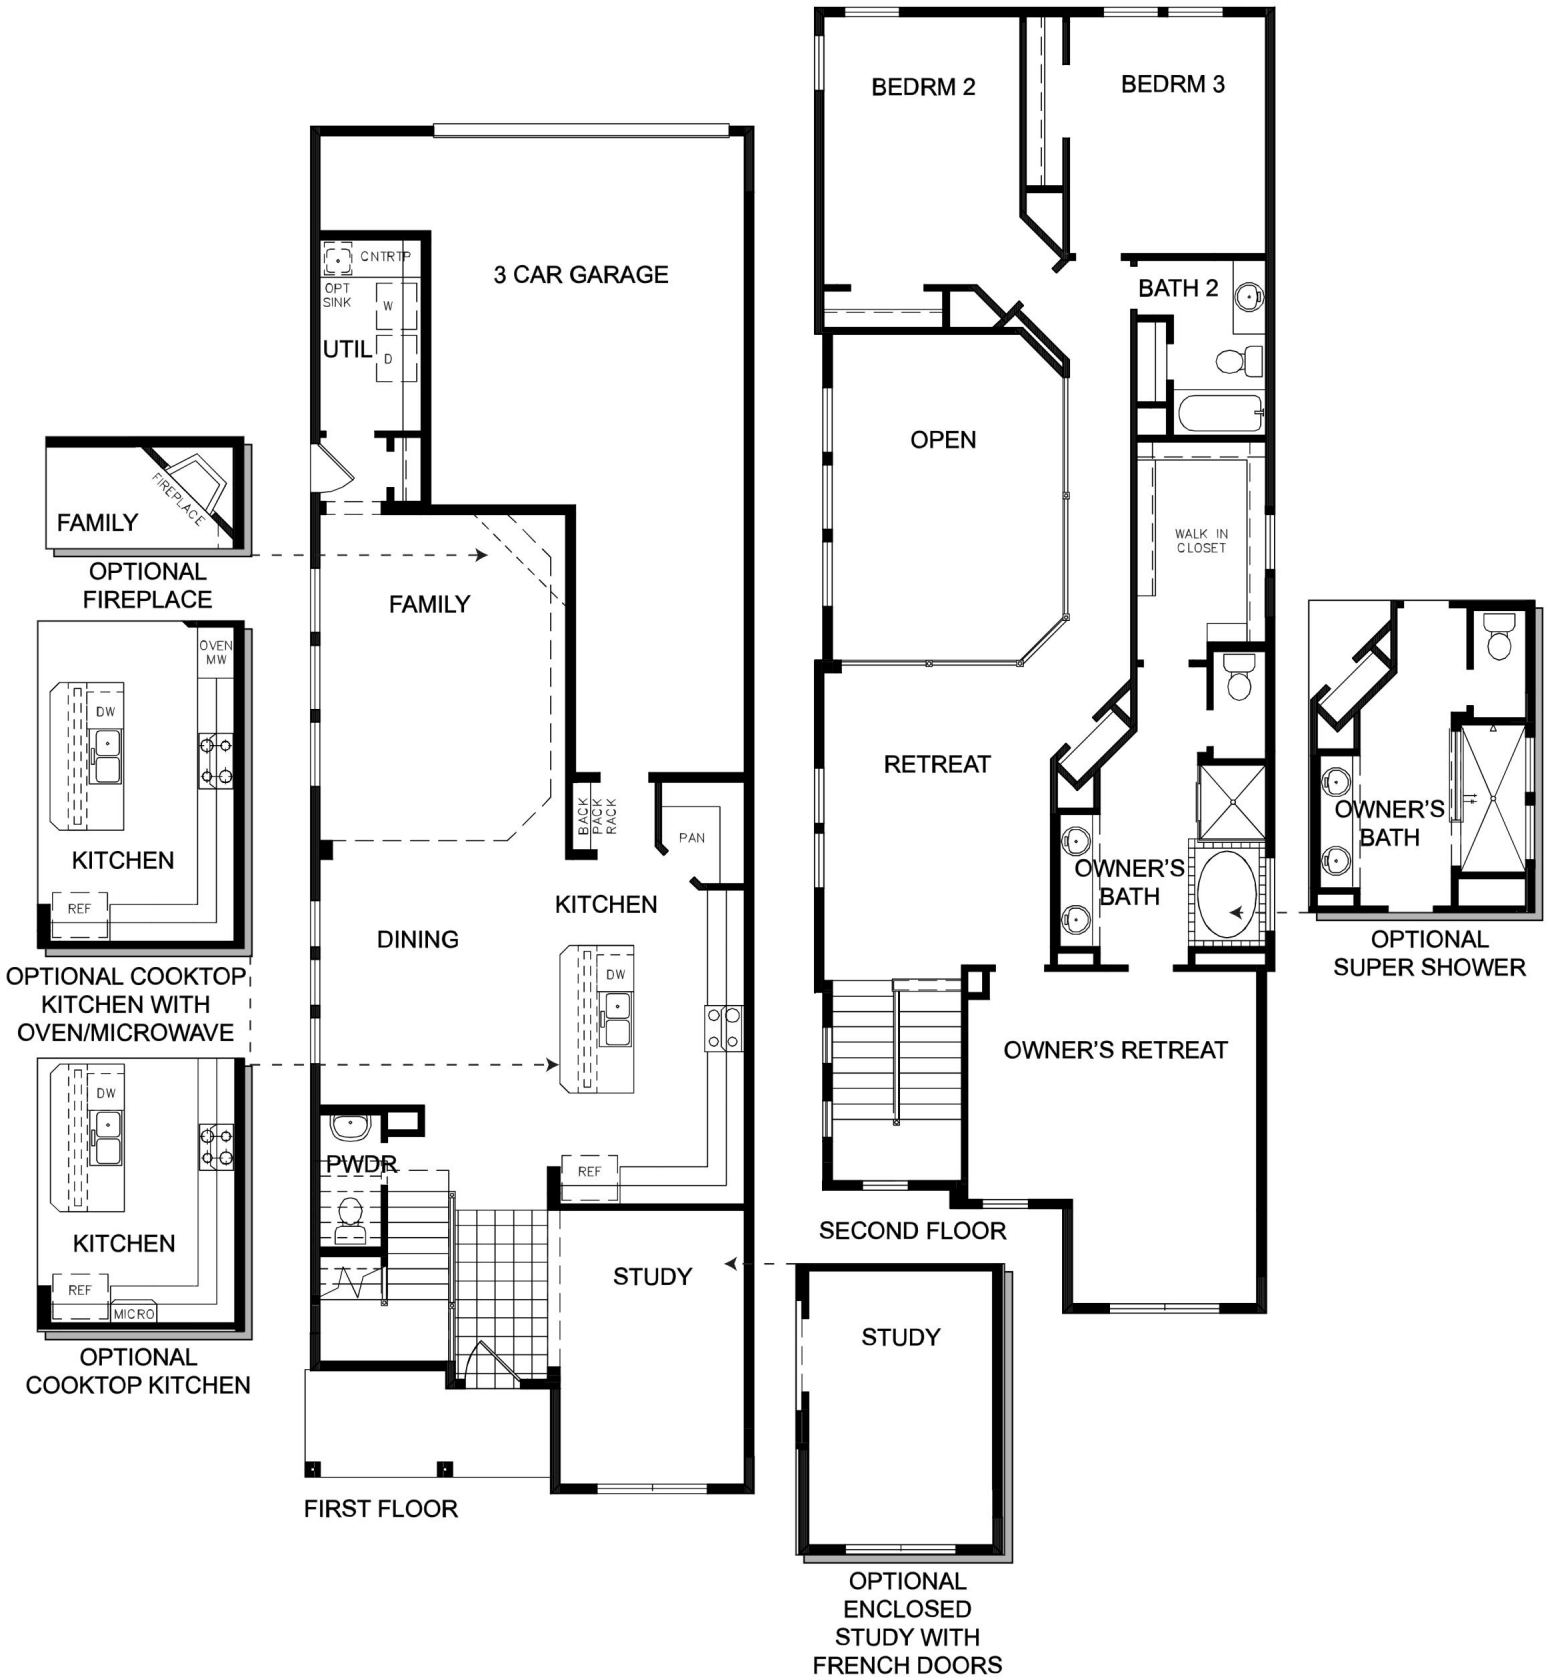 FAMILY
FIREPLACE
OPTIONAL
FIREPLACE
OVEN
MW
DW
KITCHEN
REF
OPTIONAL COOKTOP
KITCHEN WITH
OVEN/MICROWAVE
DW
KITCHEN
REF
MICRO
OPTIONAL
COOKTOP KITCHEN
3 CAR GARAGE
CNTRTP
OPT
SINK
W
UTIL
D
FAMILY
BACK
PACK
RACK
PAN
KITCHEN
DINING
DW
PWDR
REF
STUDY
FIRST FLOOR
BEDRM 2
BEDRM 3
BATH 2
OPEN
WALK IN
CLOSET
RETREAT
OWNER'S
BATH
OWNER'S RETREAT
SECOND FLOOR
OWNER'S
BATH
OPTIONAL
SUPER SHOWER
STUDY
OPTIONAL
ENCLOSED
STUDY WITH
FRENCH DOORS